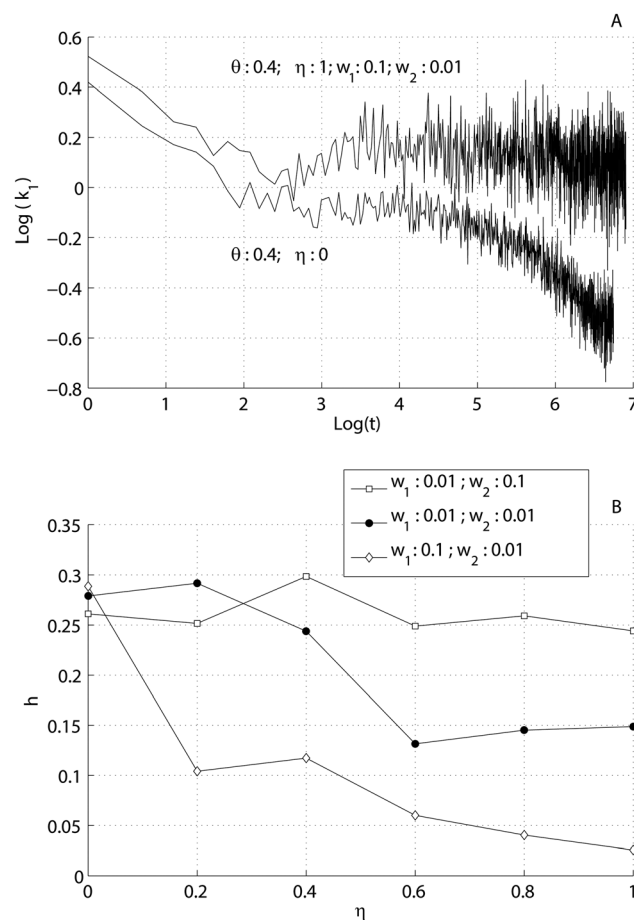 A
θ : 0.4; η : 1 ; w1 : 0.1 ; w2 : 0.01
0.6
0.4
0.2
0
−0.2
−0.4
−0.6
−0.8
Log ( k1 )
θ : 0.4; η : 0
0 1 2 3 4 5 6 7
Log(t)
B
w1 : 0.01 ; w2 : 0.1
w1 : 0.01 ; w2 : 0.01
w1 : 0.1 ; w2 : 0.01
0.35
0.3
0.25
0.2
0.15
0.1
0.05
0
h
0 0.2 0.4 0.6 0.8 1
η